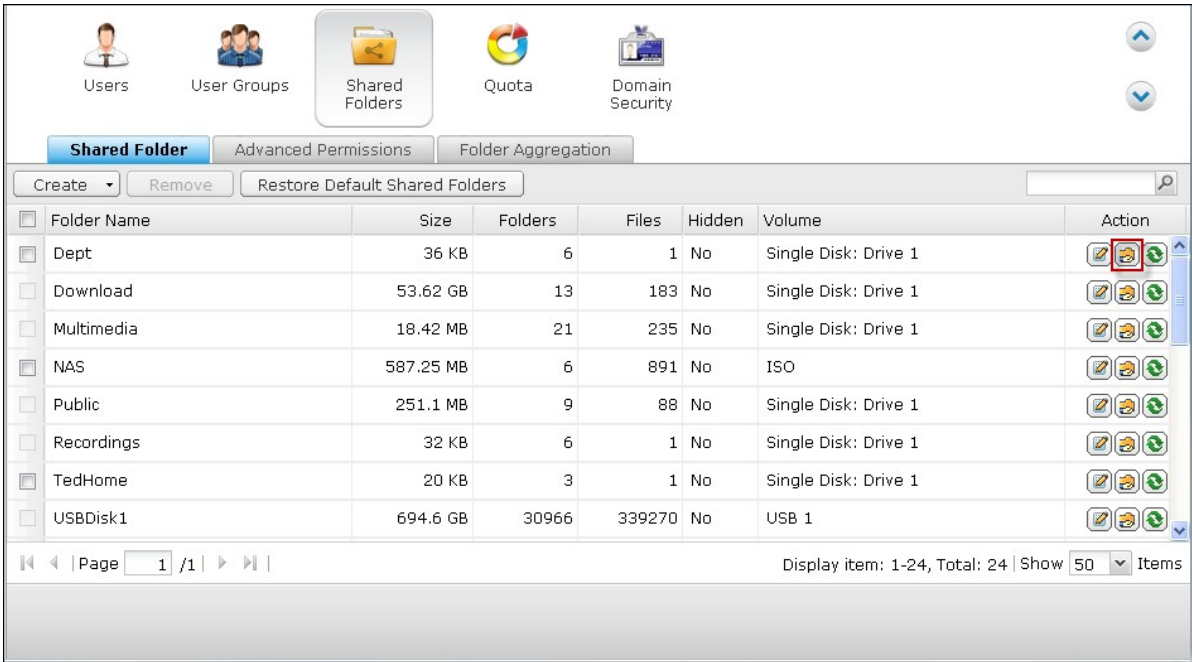 Users User Groups Shared Quota Domain
Folders Security
Shared Folder Advanced Permissions Folder Aggregation
Create Remove Restore Default Shared Folders
Folder Name Size Folders Files Hidden Volume Action
Dept 36 KB 6 1 No Single Disk: Drive 1
Download 53.62 GB 13 183 No Single Disk: Drive 1
Multimedia 18.42 MB 21 235 No Single Disk: Drive 1
NAS 587.25 MB 6 891 No ISO
Public 251.1 MB 9 88 No Single Disk: Drive 1
Recordings 32 KB 6 1 No Single Disk: Drive 1
TedHome 20 KB 3 1 No Single Disk: Drive 1
USBDisk1 694.6 GB 30966 339270 No USB 1
Page 1 /1 Display item: 1-24, Total: 24 Show 50 Items